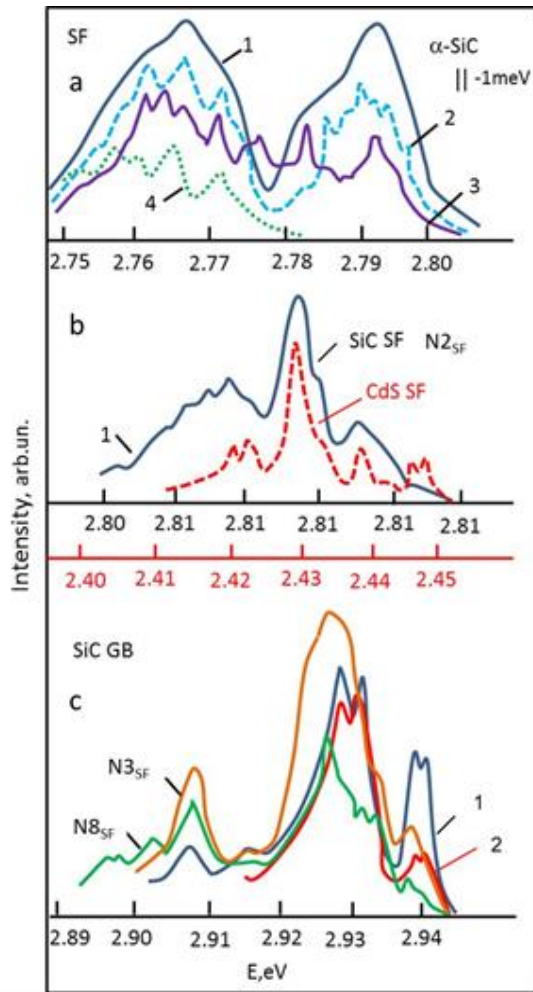 SF
1
α-SiC
a
|| -1meV
2
4
3
2.75 2.76 2.77 2.78 2.79 2.80
b
SiC SF N2SF
CdS SF
1
2.80 2.81 2.81 2.81 2.81 2.81
2.40 2.41 2.42 2.43 2.44 2.45
Intensity, arb.un.
SiC GB
c
N3SF
N8SF
1
2
2.89 2.90 2.91 2.92 2.93 2.94
E,eV